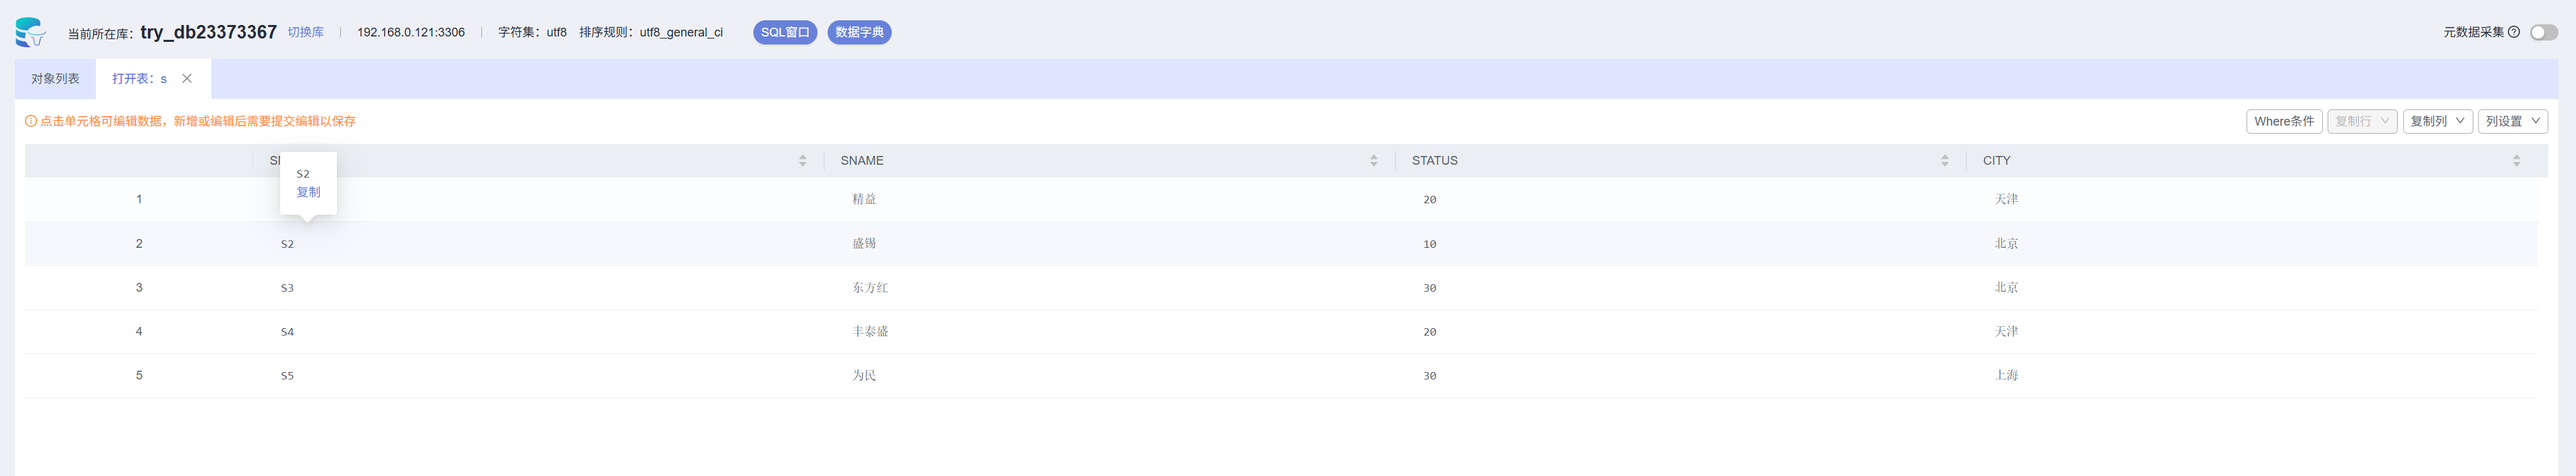 当前所在库：try_db23373367 切换库 192.168.0.121:3306 字符集：utf8 排序规则：utf8_general_ci SQL窗口 数据字典 元数据采集
对象列表 打开表：s
点击单元格可编辑数据，新增或编辑后需要提交编辑以保存 Where条件 复制行 复制列 列设置
SNAME STATUS CITY
S2
复制
1 精益 20 天津
2 S2 盛锡 10 北京
3 S3 东方红 30 北京
4 S4 丰泰盛 20 天津
5 S5 为民 30 上海